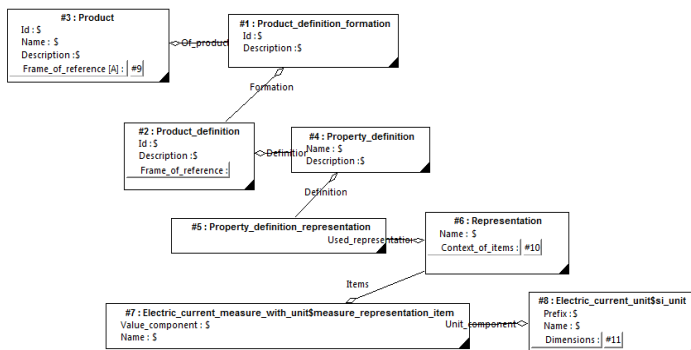 #3 : Product
Id : $
Name : $
Description :$
Frame_of_reference [A] : #9
Of_product
#1 : Product_definition_formation
Id : $
Description :$
Formation
#2 : Product_definition
Id :$
Description :$
Frame_of_reference :
Definition
#4 : Property_definition
Name : $
Description :$
Definition
#5 : Property_definition_representation
Used_representation
#6 : Representation
Name : $
Context_of_items : #10
Items
#7 : Electric_current_measure_with_unit$measure_representation_item
Value_component : $
Name : $
Unit_component
#8 : Electric_current_unit$si_unit
Prefix : $
Name : $
Dimensions : #11